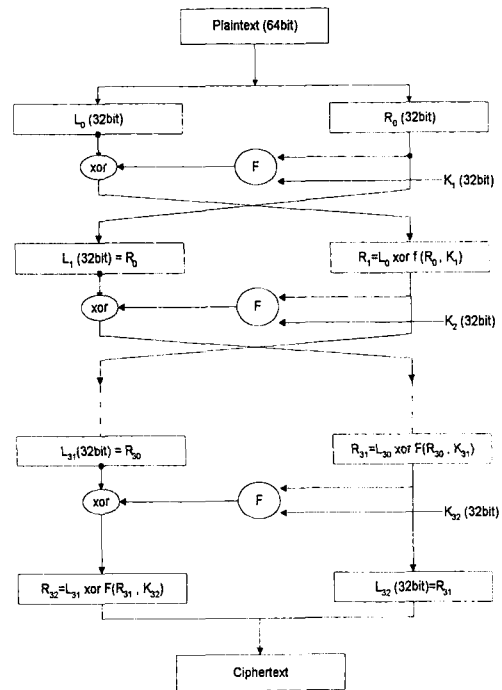 Plaintext (64bit)
L₀ (32bit)
R₀ (32bit)
xor
F
K₁ (32bit)
L₁ (32bit) = R₀
R₁=L₀ xor f (R₀ , K₁)
xor
F
K₂ (32bit)
L₃₁(32bit) = R₃₀
R₃₁=L₃₀ xor F(R₃₀ , K₃₁)
xor
F
K₃₂ (32bit)
R₃₂=L₃₁ xor F(R₃₁ , K₃₂)
L₃₂ (32bit)=R₃₁
Ciphertext